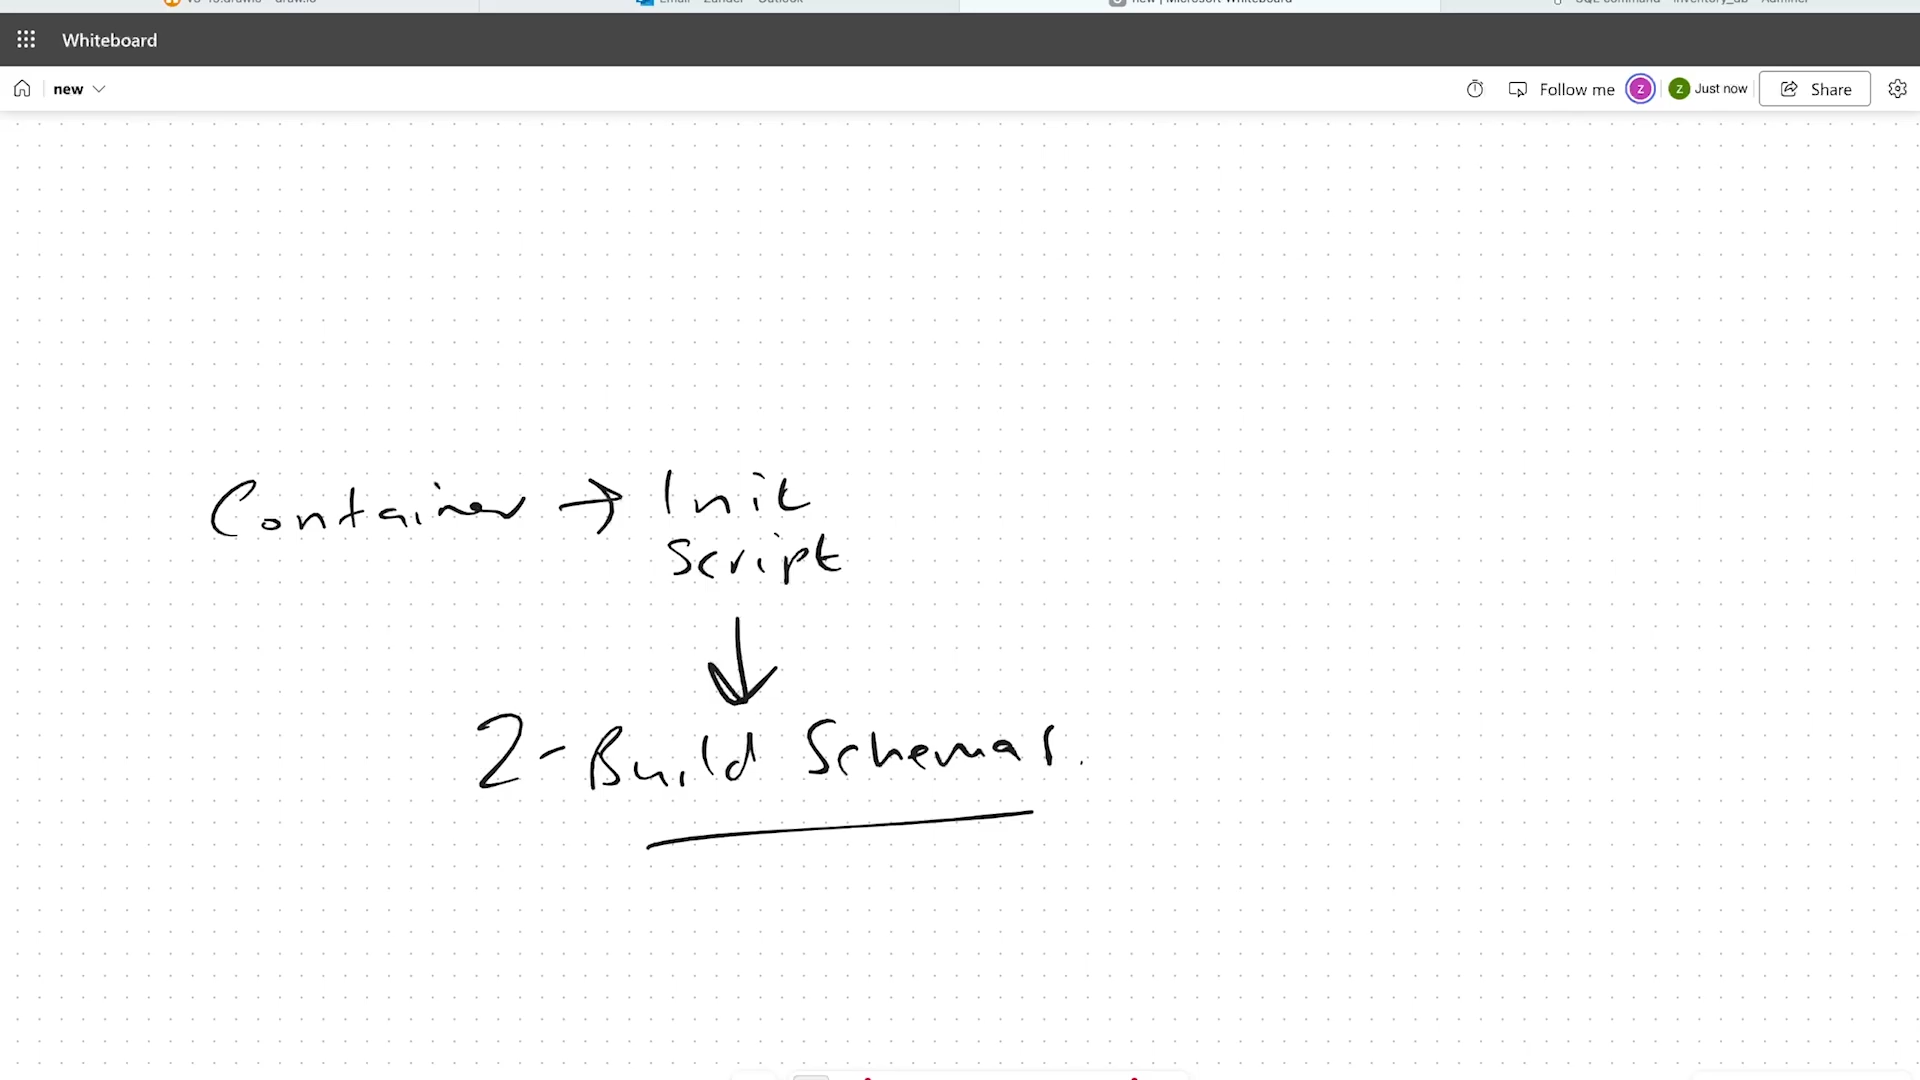 Whiteboard
new
Follow me
Z
Z
Just now
Share
Container → Init
Script
2-Build Schemas.